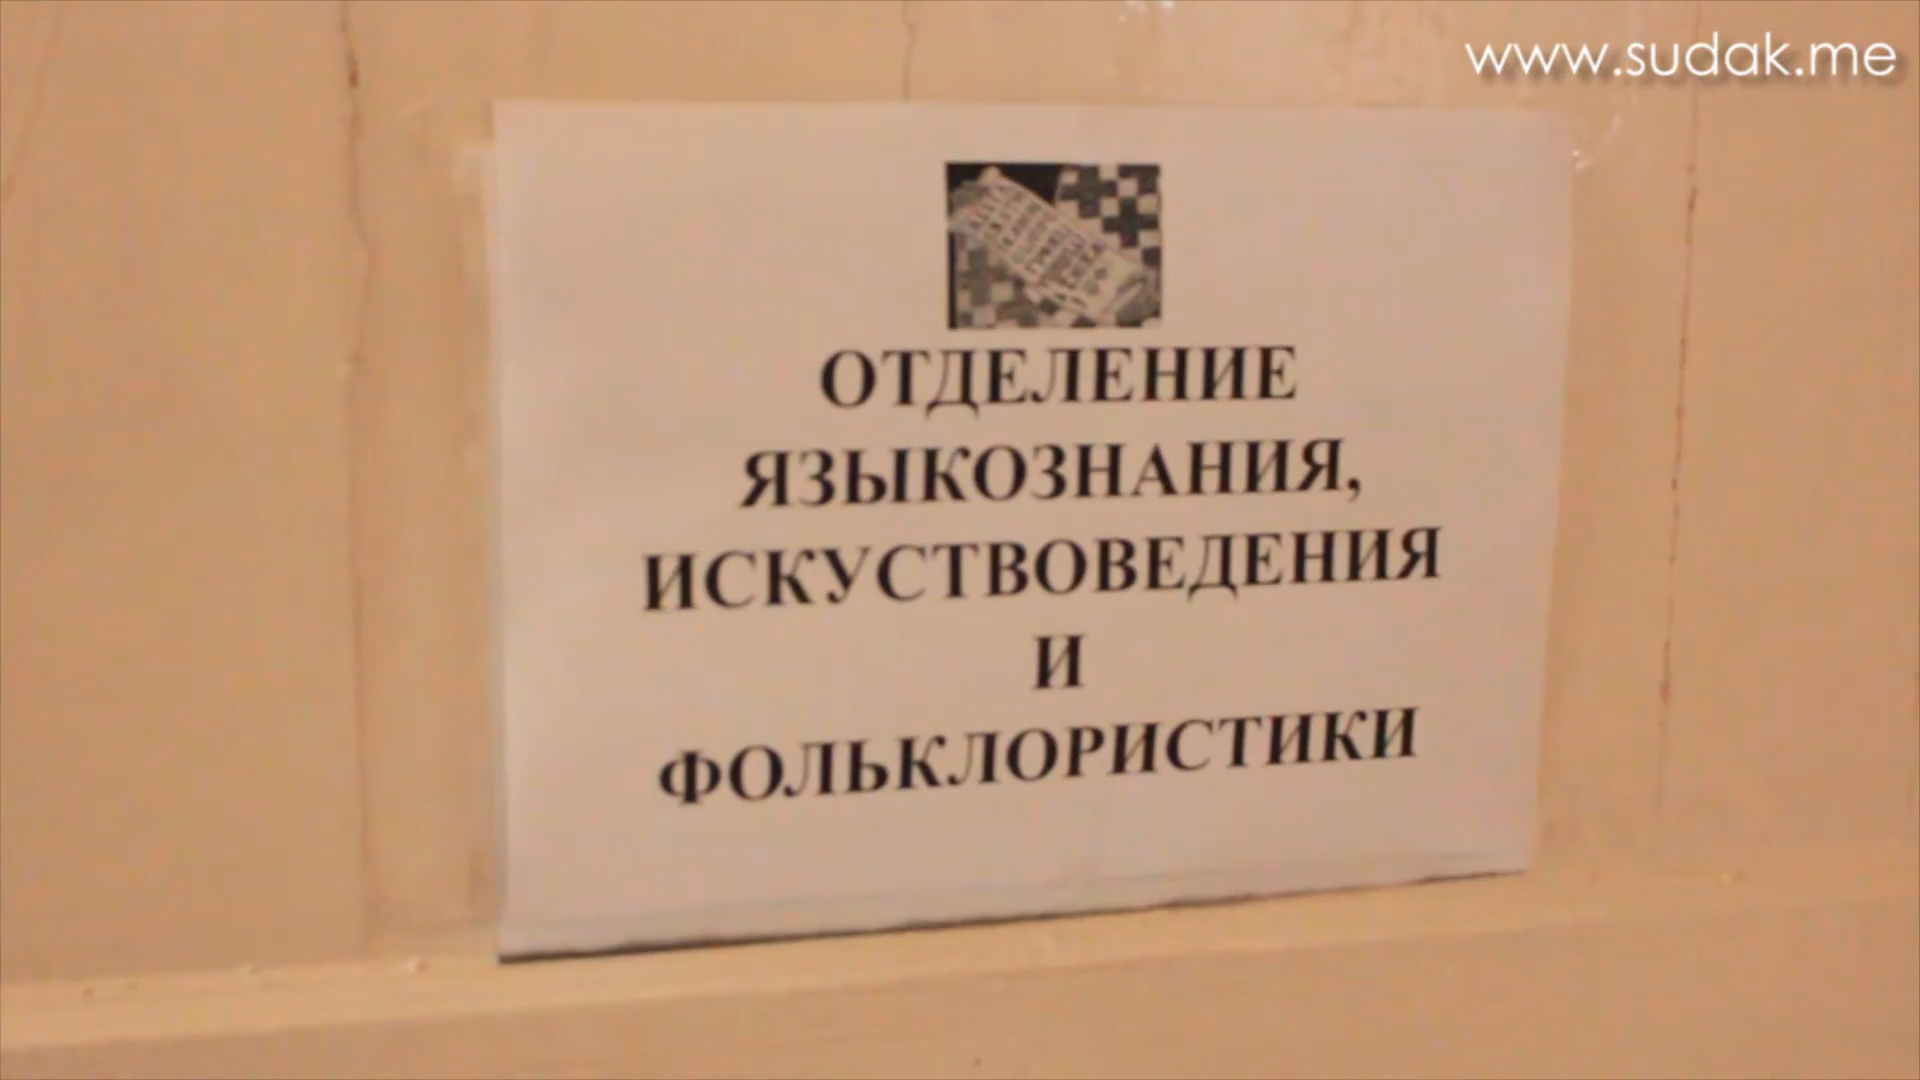 www.sudak.me
ОТДЕЛЕНИЕ
ЯЗЫКОЗНАНИЯ,
ИСКУСТВОВЕДЕНИЯ
И
ФОЛЬКЛОРИСТИКИ